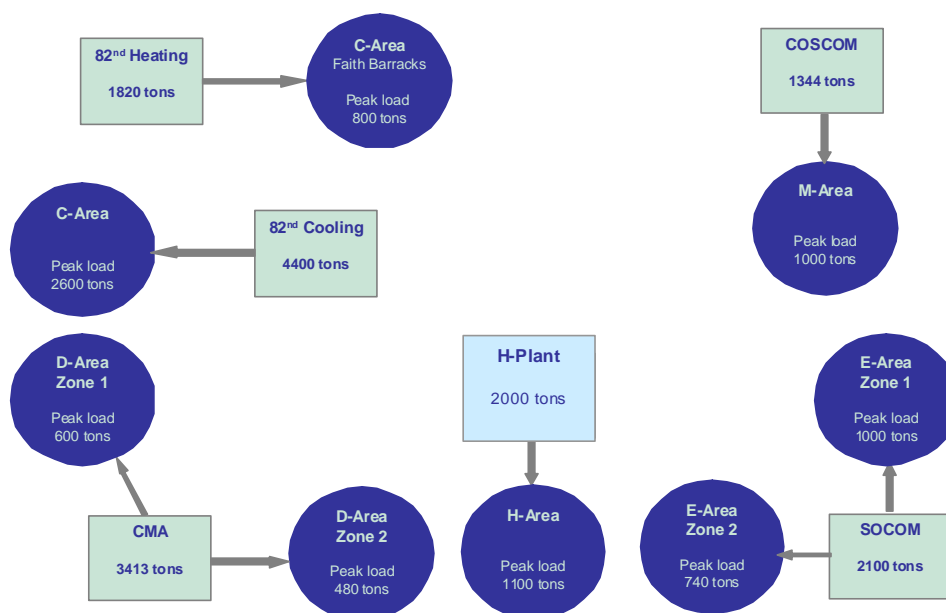 82nd Heating
1820 tons
C-Area
Faith Barracks
Peak load
800 tons
COSCOM
1344 tons
M-Area
Peak load
1000 tons
C-Area
Peak load
2600 tons
82nd Cooling
4400 tons
D-Area
Zone 1
Peak load
600 tons
H-Plant
2000 tons
E-Area
Zone 1
Peak load
1000 tons
CMA
3413 tons
D-Area
Zone 2
Peak load
480 tons
H-Area
Peak load
1100 tons
E-Area
Zone 2
Peak load
740 tons
SOCOM
2100 tons